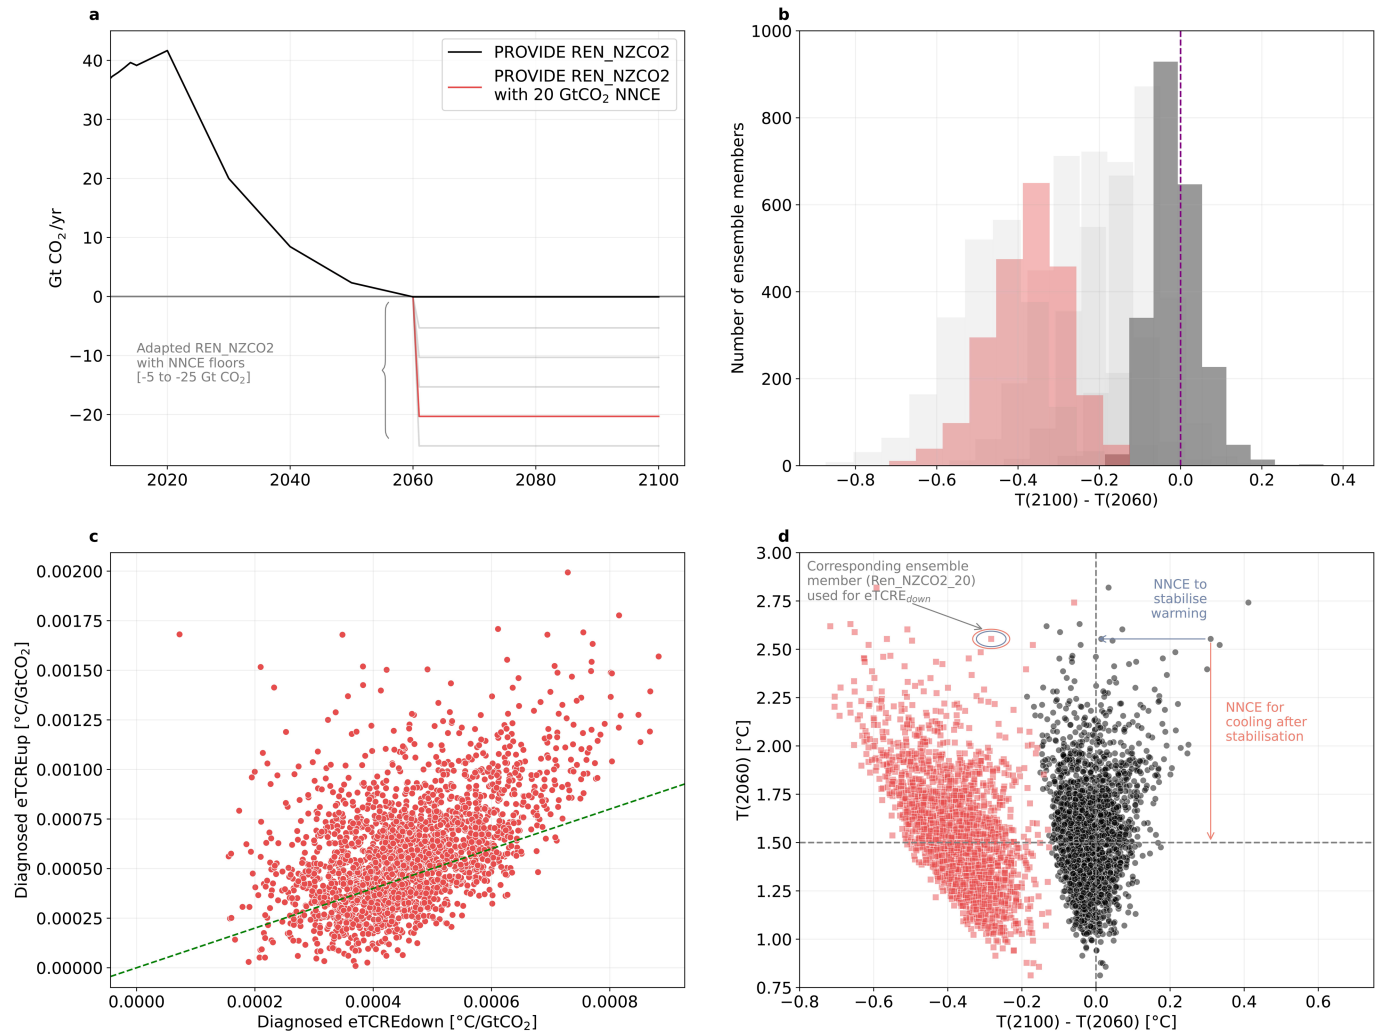 a
PROVIDE REN_NZCO2
PROVIDE REN_NZCO2
with 20 GtCO2 NNCE
Gt CO2/yr
40
30
20
10
0
−10
−20
Adapted REN_NZCO2
with NNCE floors
[-5 to -25 Gt CO2]
2020
2040
2060
2080
2100
b
Number of ensemble members
1000
800
600
400
200
0
−0.8
−0.6
−0.4
−0.2
0.0
0.2
0.4
T(2100) - T(2060)
c
Diagnosed eTCREup [°C/GtCO2]
0.00200
0.00175
0.00150
0.00125
0.00100
0.00075
0.00050
0.00025
0.00000
0.0000
0.0002
0.0004
0.0006
0.0008
Diagnosed eTCREdown [°C/GtCO2]
d
T(2060) [°C]
3.00
2.75
2.50
2.25
2.00
1.75
1.50
1.25
1.00
0.75
Corresponding ensemble
member (Ren_NZCO2_20)
used for eTCREdown
NNCE to
stabilise
warming
NNCE for
cooling after
stabilisation
−0.8
−0.6
−0.4
−0.2
0.0
0.2
0.4
0.6
T(2100) - T(2060) [°C]